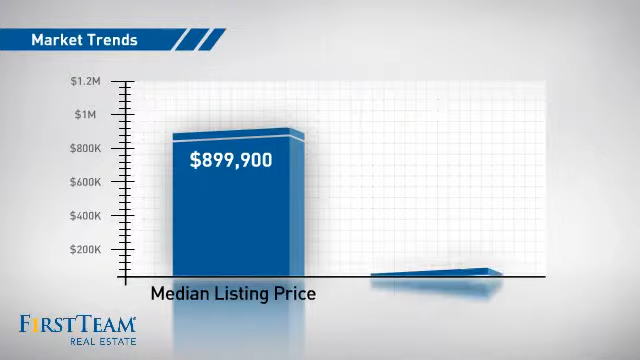 Market Trends
$1.2M
$1M
$800K
$600K
$400K
$200K
$899,900
Median Listing Price
FIRSTTEAM®
REAL ESTATE